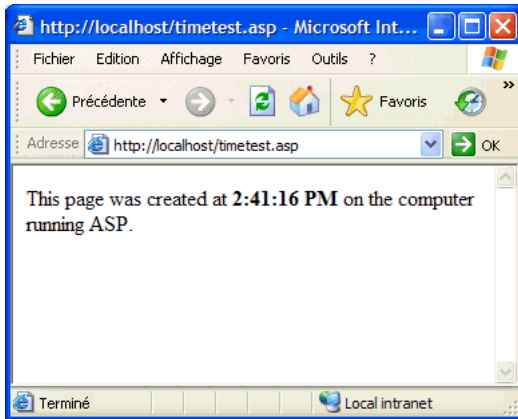 http://localhost/timetest.asp - Microsoft Int...
Fichier Edition Affichage Favoris Outils ?
Précédente Favoris »
Adresse http://localhost/timetest.asp OK
This page was created at 2:41:16 PM on the computer
running ASP.
Terminé Local intranet